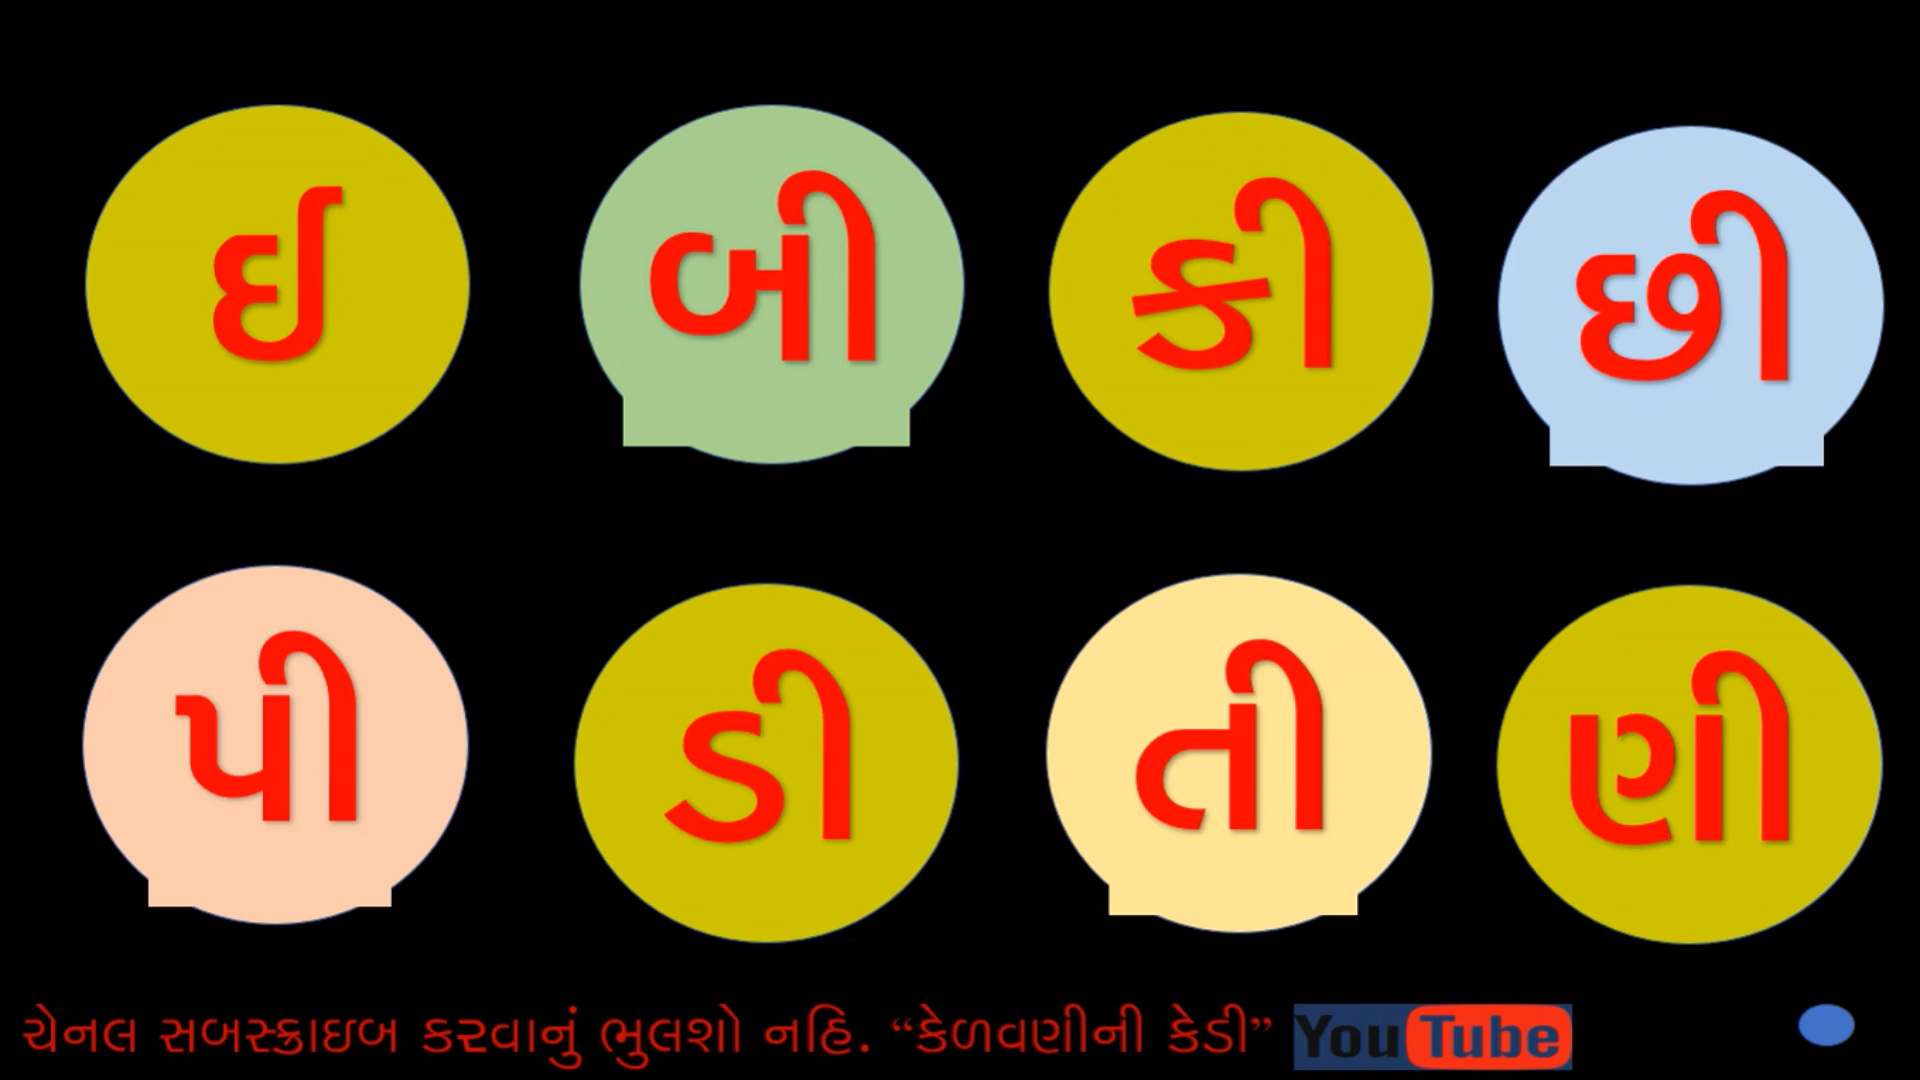 ઈ બી કી છી
પી ડી તી ણી
ચેનલ સબસ્ક્રાઇબ કરવાનું ભુલશો નહિ. “કેળવણીની કેડી” YouTube